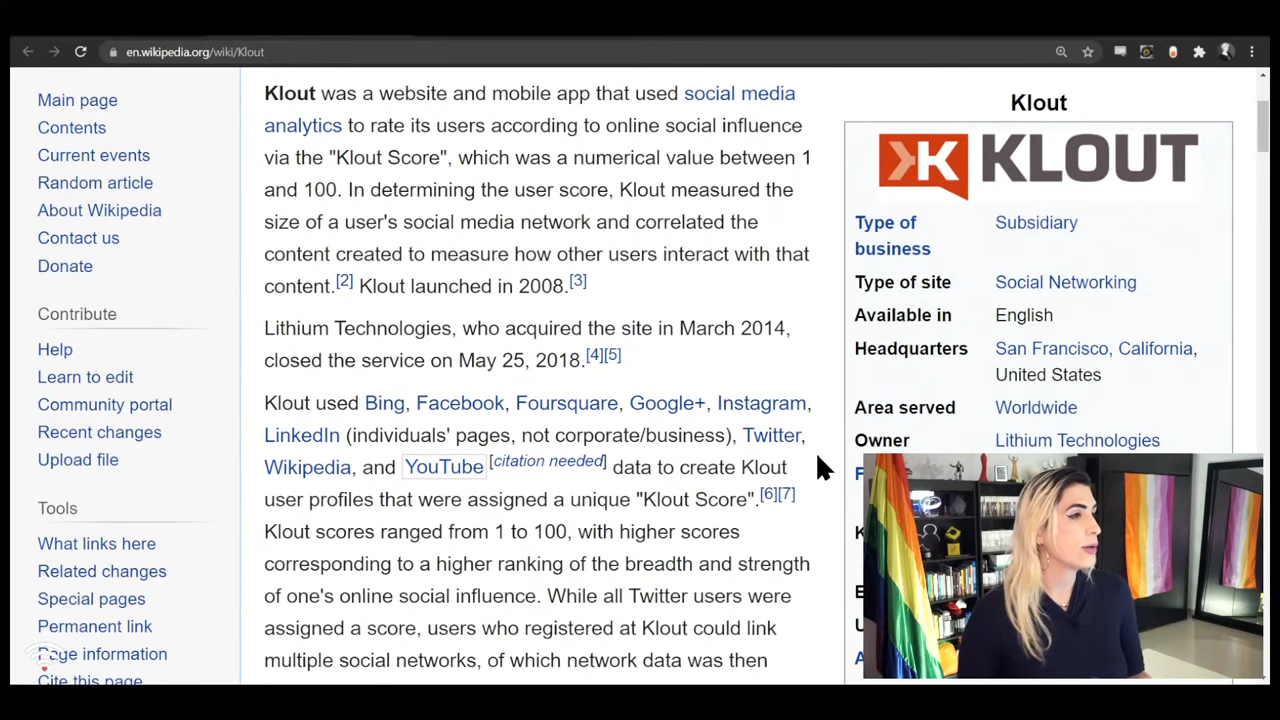 en.wikipedia.org/wiki/Klout
Main page
Contents
Current events
Random article
About Wikipedia
Contact us
Donate
Contribute
Help
Learn to edit
Community portal
Recent changes
Upload file
Tools
What links here
Related changes
Special pages
Permanent link
Page information
Cite this page
Klout was a website and mobile app that used social media
analytics to rate its users according to online social influence
via the "Klout Score", which was a numerical value between 1
and 100. In determining the user score, Klout measured the
size of a user's social media network and correlated the
content created to measure how other users interact with that
content.[2] Klout launched in 2008.[3]
Lithium Technologies, who acquired the site in March 2014,
closed the service on May 25, 2018.[4][5]
Klout used Bing, Facebook, Foursquare, Google+, Instagram,
LinkedIn (individuals' pages, not corporate/business), Twitter,
Wikipedia, and YouTube[citation needed] data to create Klout
user profiles that were assigned a unique "Klout Score".[6][7]
Klout scores ranged from 1 to 100, with higher scores
corresponding to a higher ranking of the breadth and strength
of one's online social influence. While all Twitter users were
assigned a score, users who registered at Klout could link
multiple social networks, of which network data was then
Klout
KLOUT
Type of business Subsidiary
Type of site Social Networking
Available in English
Headquarters San Francisco, California,
United States
Area served Worldwide
Owner Lithium Technologies